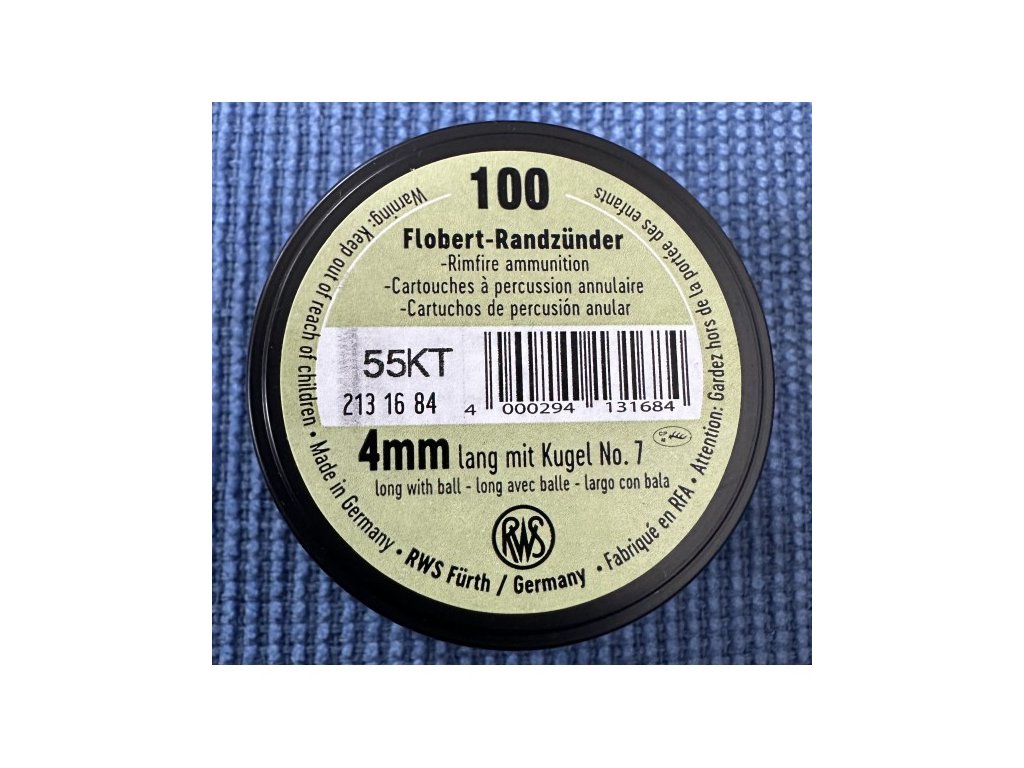 100
Flobert-Randzünder
-Rimfire ammunition
-Cartouches à percussion annulaire
-Cartuchos de percusión anular
55KT
213 16 84
4 000294 131684
4mm lang mit Kugel No. 7
long with ball - long avec balle - largo con bala
RWS
Warning: Keep out of reach of children • Made in Germany • RWS Fürth / Germany • Fabriqué en RFA • Attention: Gardez hors de la portée des enfants